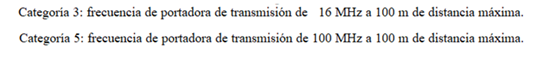 Categoría 3: frecuencia de portadora de transmisión de 16 MHz a 100 m de distancia máxima.
Categoría 5: frecuencia de portadora de transmisión de 100 MHz a 100 m de distancia máxima.